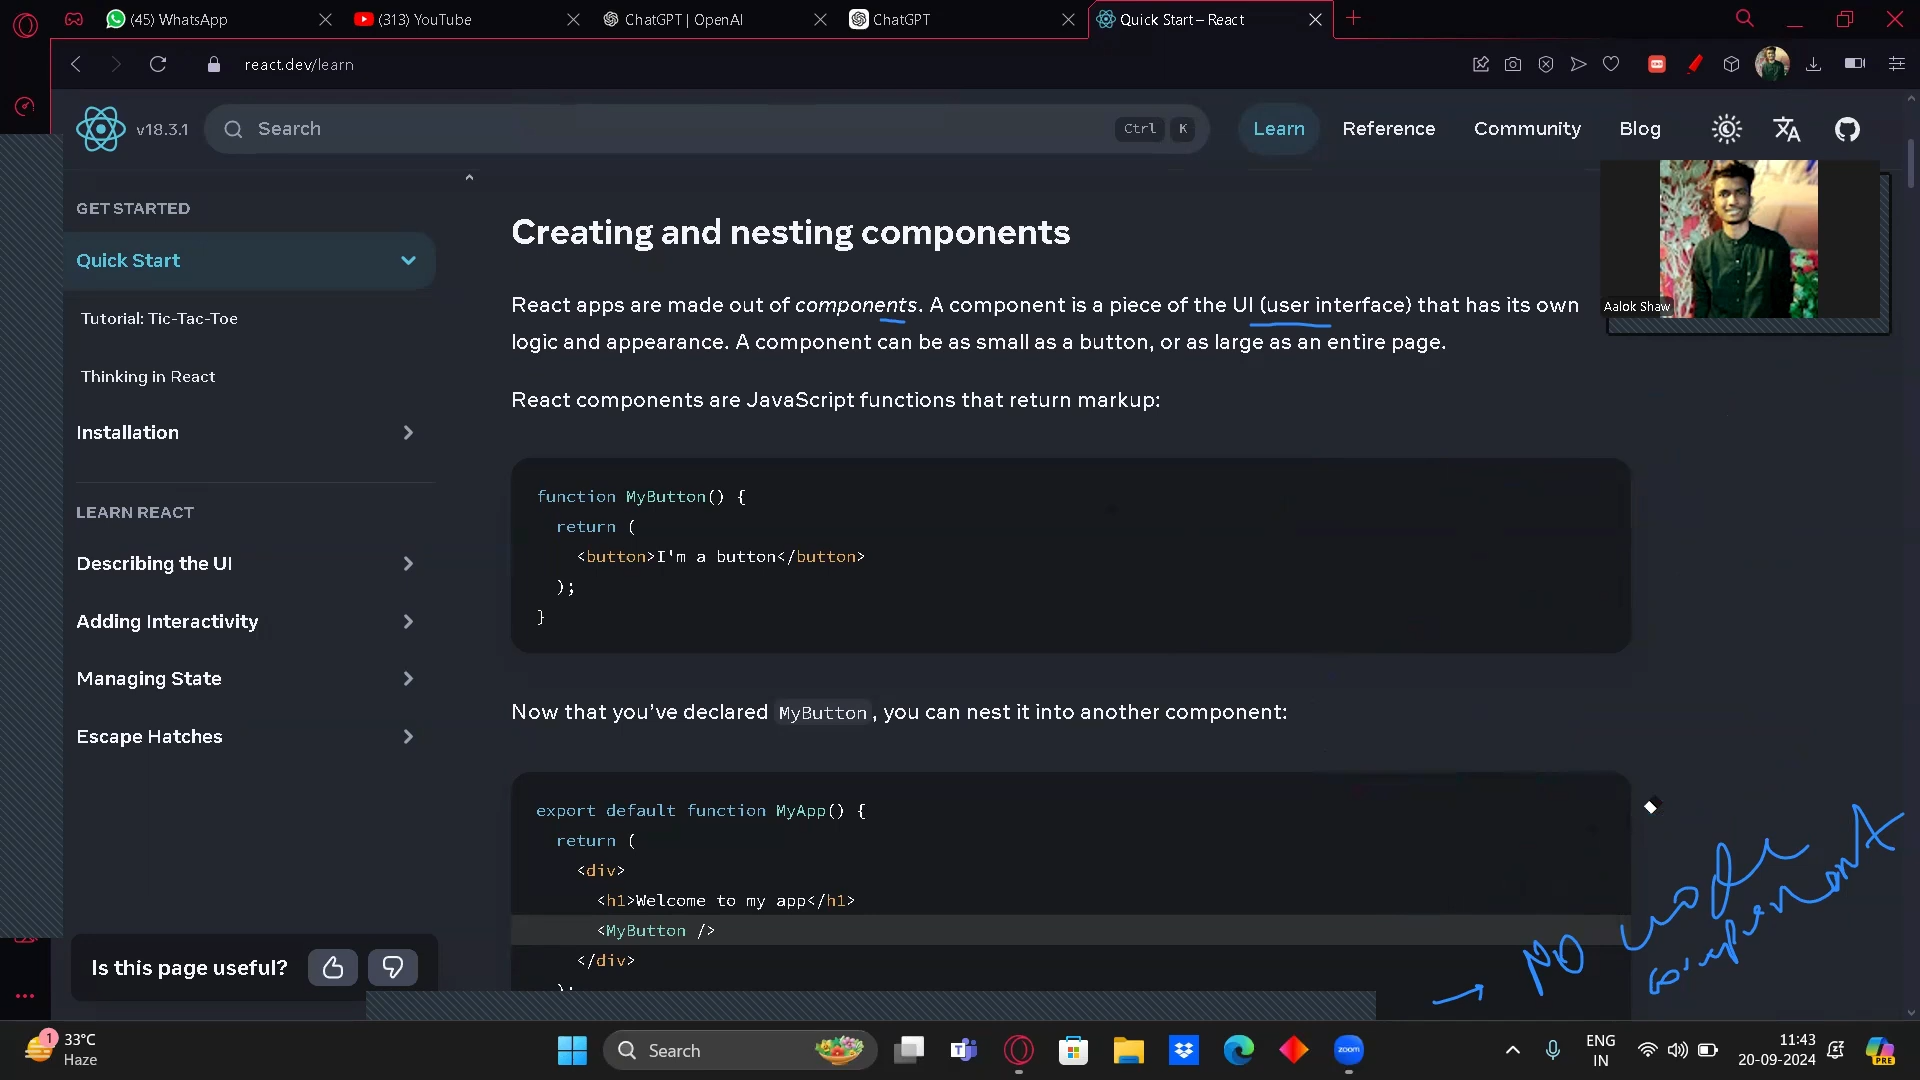 (45) WhatsApp
(313) YouTube
ChatGPT | OpenAI
ChatGPT
Quick Start – React
react.dev/learn
v18.3.1
Search
Ctrl K
Learn
Reference
Community
Blog
GET STARTED
Quick Start
Tutorial: Tic-Tac-Toe
Thinking in React
Installation
LEARN REACT
Describing the UI
Adding Interactivity
Managing State
Escape Hatches
Is this page useful?
Creating and nesting components
React apps are made out of components. A component is a piece of the UI (user interface) that has its own
logic and appearance. A component can be as small as a button, or as large as an entire page.
React components are JavaScript functions that return markup:
function MyButton() {
return (
<button>I'm a button</button>
);
}
Now that you've declared MyButton, you can nest it into another component:
export default function MyApp() {
return (
<div>
<h1>Welcome to my app</h1>
<MyButton />
</div>
);
Aalok Shaw
1
33°C
Haze
Search
zoom
ENG
IN
11:43
20-09-2024
PRE